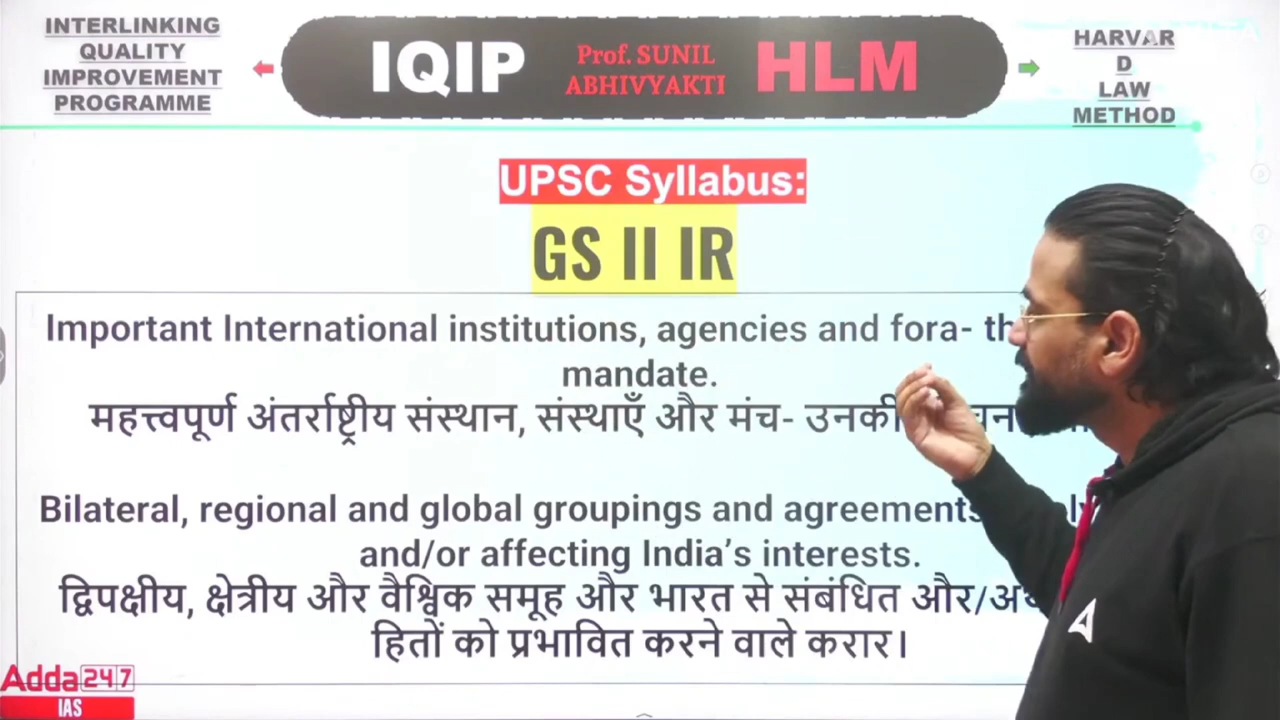 INTERLINKING
QUALITY
IMPROVEMENT
PROGRAMME
IQIP
Prof. SUNIL
ABHIVYAKTI
HLM
HARVAR
D
LAW
METHOD
UPSC Syllabus:
GS II IR
Important International institutions, agencies and fora-
mandate.
महत्त्वपूर्ण अंतर्राष्ट्रीय संस्थान, संस्थाएँ और मंच- उनकी
Bilateral, regional and global groupings and agreements
and/or affecting India's interests.
द्विपक्षीय, क्षेत्रीय और वैश्विक समूह और भारत से संबंधित और/
हितों को प्रभावित करने वाले करार।
Adda247
IAS